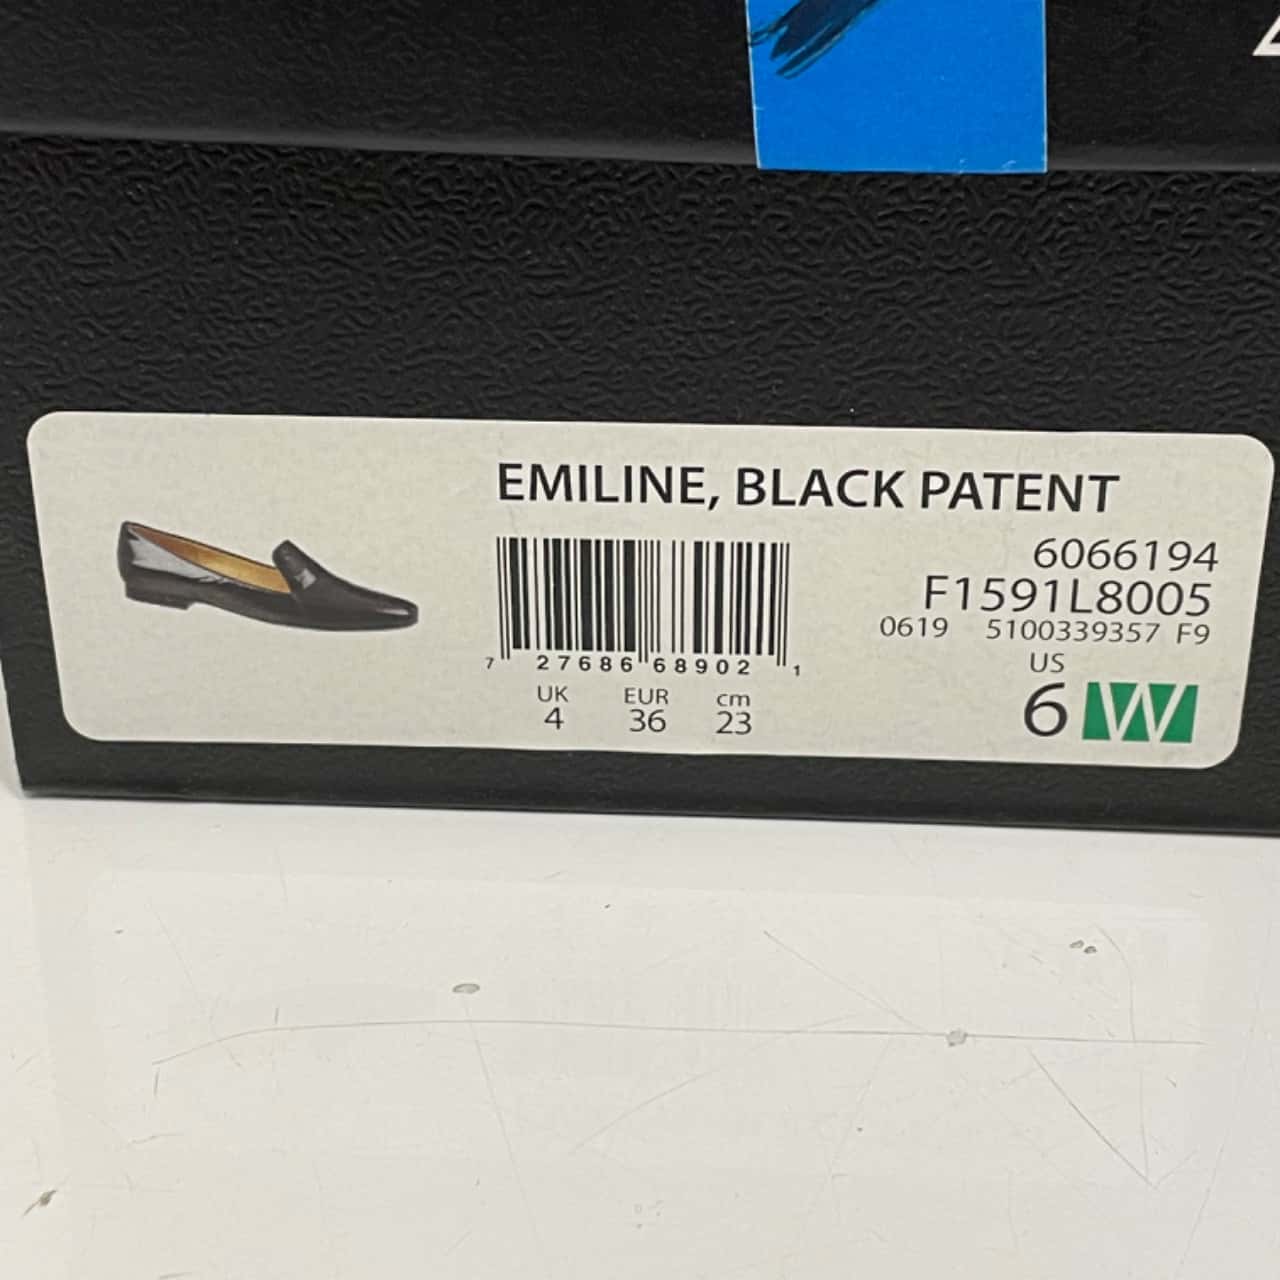 EMILINE, BLACK PATENT
6066194
F1591L8005
0619 5100339357 F9
7 27686 68902 1
UK EUR cm
4 36 23
US
6 W